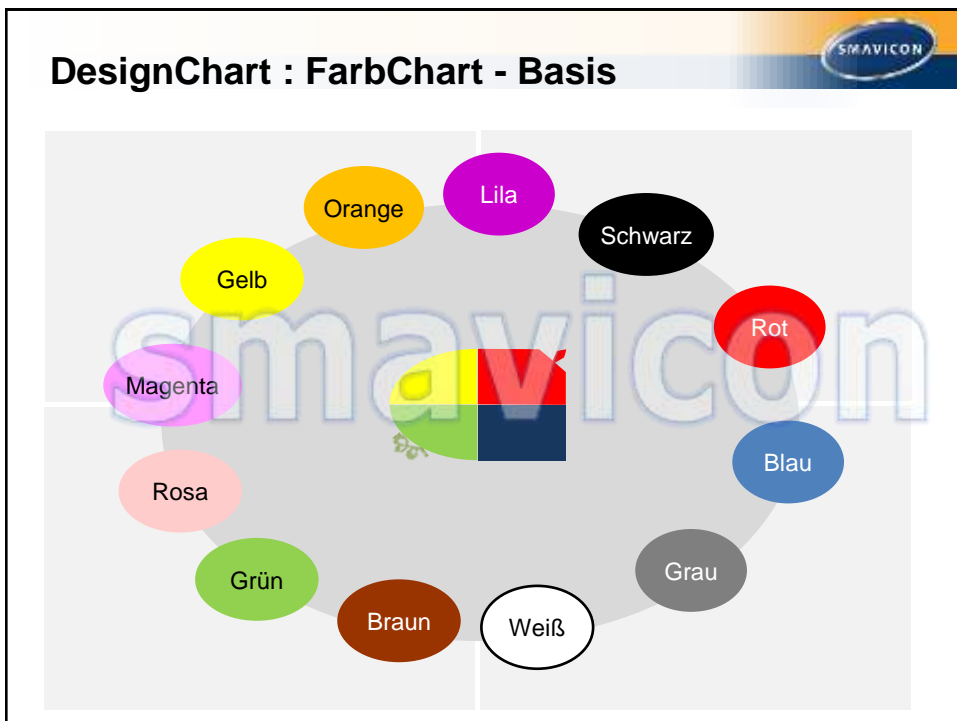 SMAVICON
DesignChart : FarbChart - Basis
Lila
Orange
Schwarz
Gelb
Rot
smavicon
Magenta
Blau
Rosa
Grau
Grün
Braun
Weiß